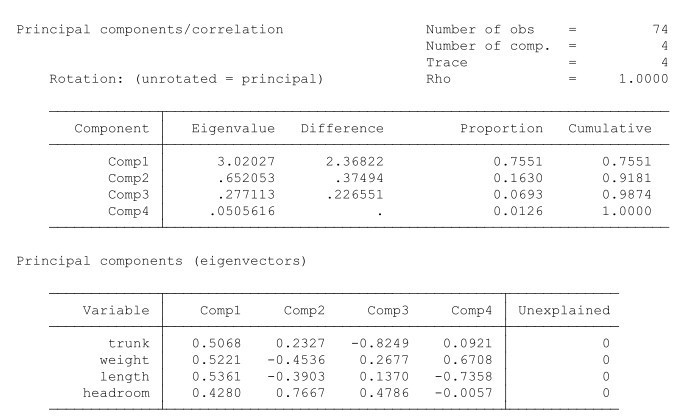 Principal components/correlation Number of obs = 74
Number of comp. = 4
Trace = 4
Rotation: (unrotated = principal) Rho = 1.0000
Component Eigenvalue Difference Proportion Cumulative
Comp1 3.02027 2.36822 0.7551 0.7551
Comp2 .652053 .37494 0.1630 0.9181
Comp3 .277113 .226551 0.0693 0.9874
Comp4 .0505616 . 0.0126 1.0000
Principal components (eigenvectors)
Variable Comp1 Comp2 Comp3 Comp4 Unexplained
trunk 0.5068 0.2327 -0.8249 0.0921 0
weight 0.5221 -0.4536 0.2677 0.6708 0
length 0.5361 -0.3903 0.1370 -0.7358 0
headroom 0.4280 0.7667 0.4786 -0.0057 0